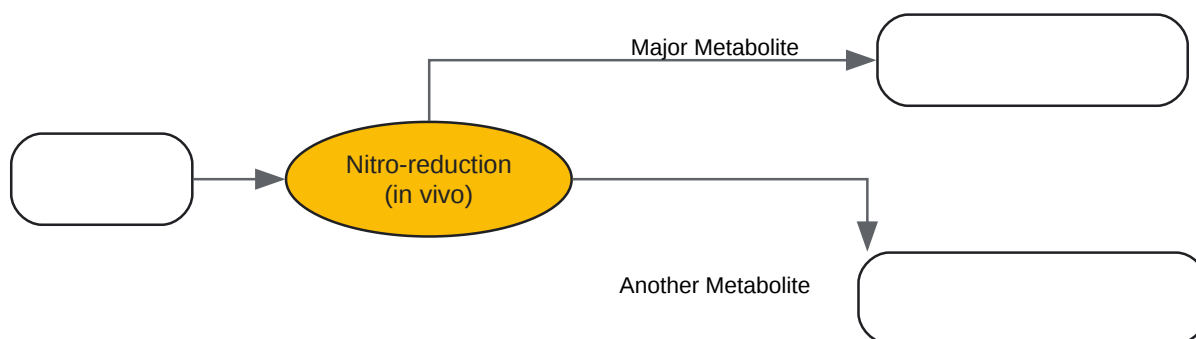 Major Metabolite
Nitro-reduction
(in vivo)
Another Metabolite